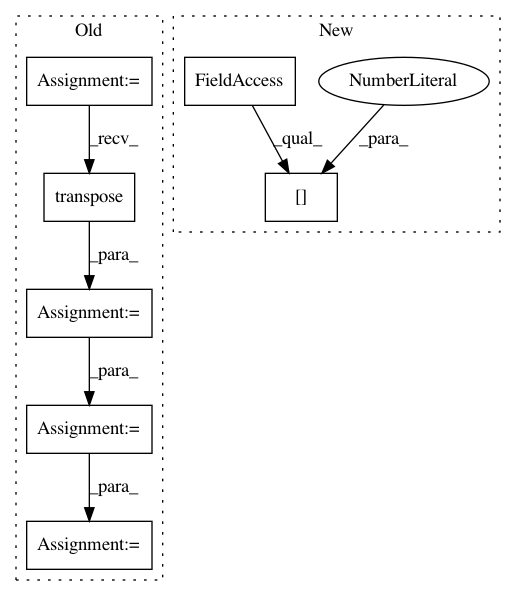 Old
New
Assignment:=
FieldAccess
NumberLiteral
_recv_
_qual_
_para_
transpose
[]
_para_
Assignment:=
_para_
Assignment:=
_para_
Assignment:=